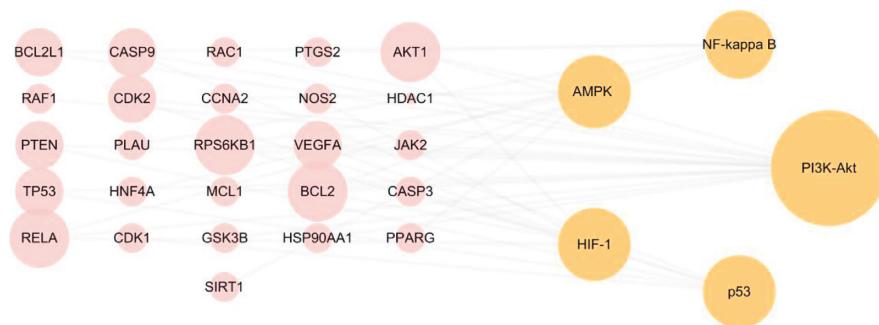 BCL2L1 CASP9 RAC1 PTGS2 AKT1 NF-kappa B
RAF1 CDK2 CCNA2 NOS2 HDAC1 AMPK
PTEN PLAU RPS6KB1 VEGFA JAK2 PI3K-Akt
TP53 HNF4A MCL1 BCL2 CASP3
RELA CDK1 GSK3B HSP90AA1 PPARG HIF-1
SIRT1 p53